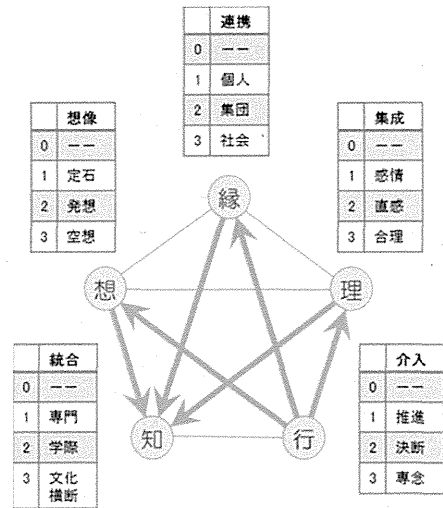 連携
0 ーー
1 個人
2 集団
3 社会
想像
0 ーー
1 定石
2 発想
3 空想
集成
0 ーー
1 感情
2 直感
3 合理
縁
想
理
知
行
統合
0 ーー
1 専門
2 学際
3 文化
横断
介入
0 ーー
1 推進
2 決断
3 専念